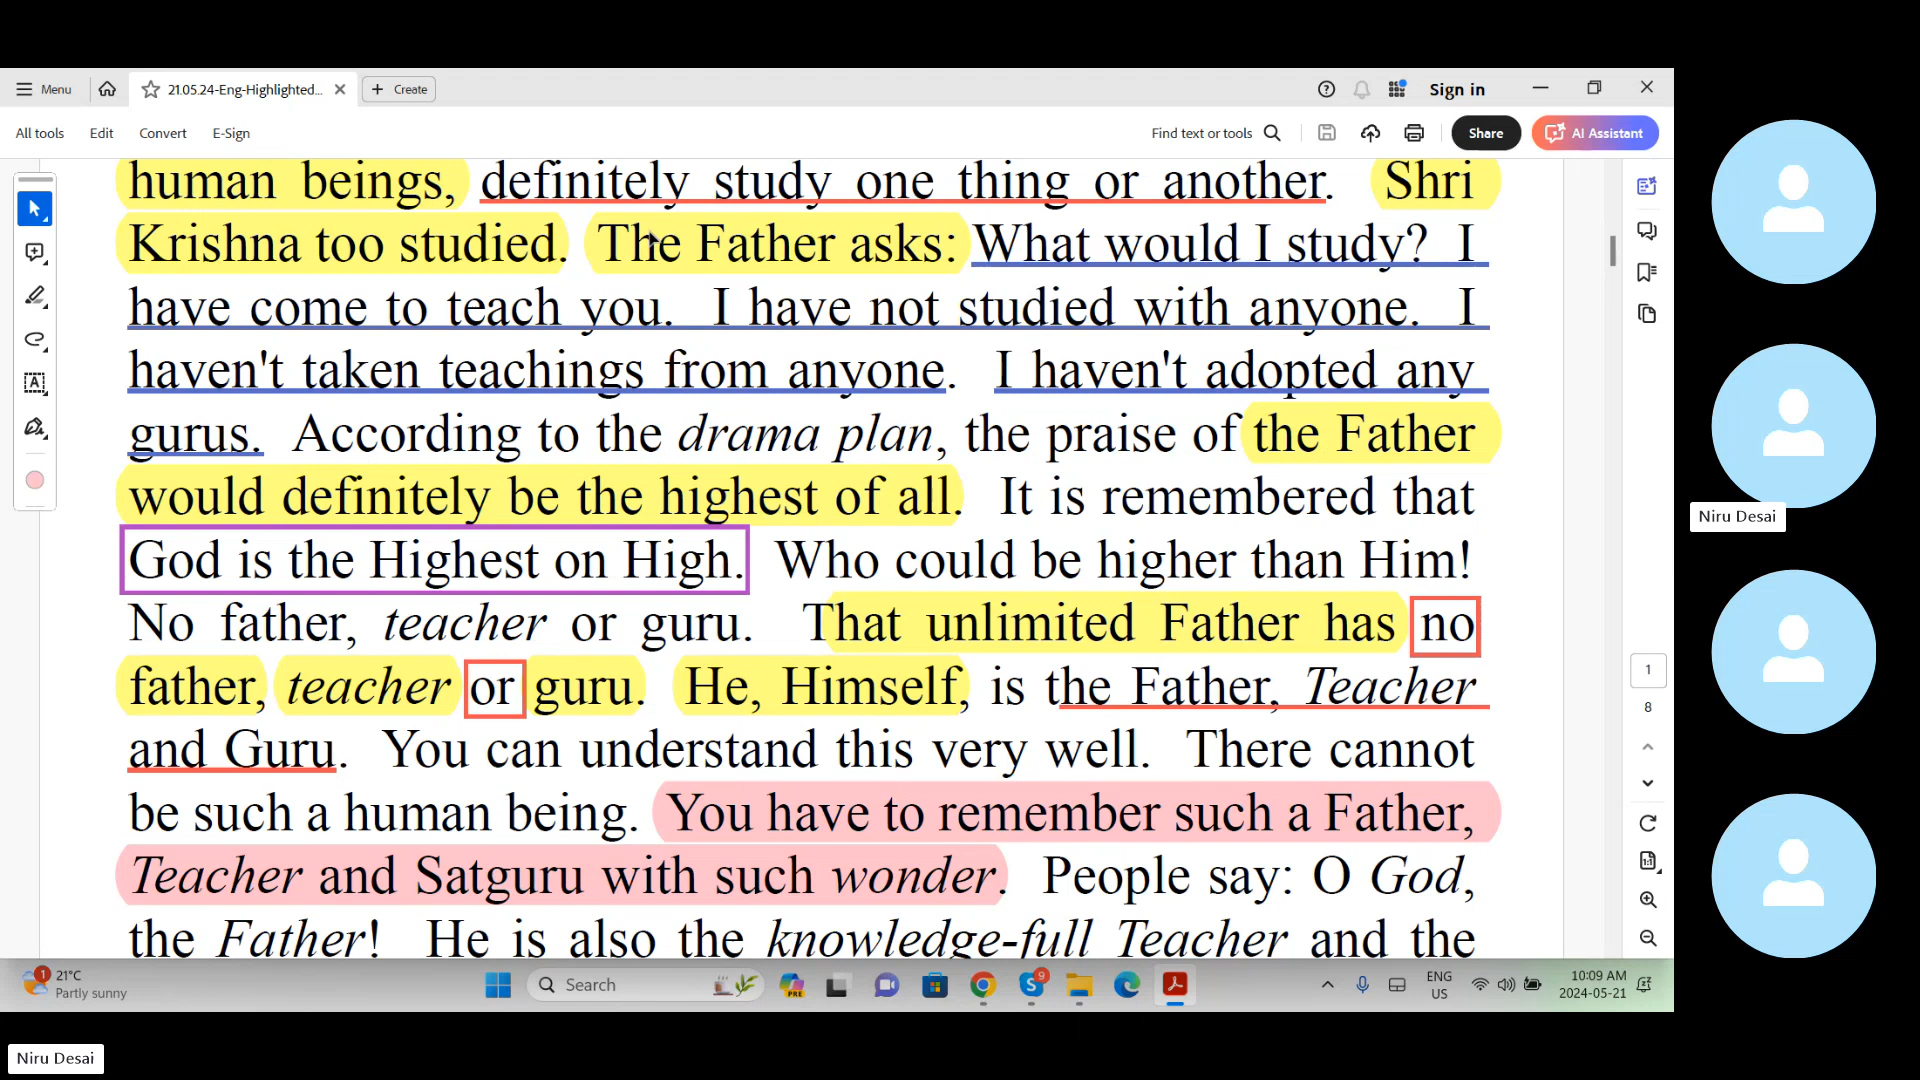 Menu
21.05.24-Eng-Highlighted...
Create
Sign in
All tools
Edit
Convert
E-Sign
Find text or tools
Share
AI Assistant
human beings, definitely study one thing or another. Shri
Krishna too studied. The Father asks: What would I study? I
have come to teach you. I have not studied with anyone. I
haven't taken teachings from anyone. I haven't adopted any
gurus. According to the drama plan, the praise of the Father
would definitely be the highest of all. It is remembered that
God is the Highest on High. Who could be higher than Him!
No father, teacher or guru. That unlimited Father has no
father, teacher or guru. He, Himself, is the Father, Teacher
and Guru. You can understand this very well. There cannot
be such a human being. You have to remember such a Father,
Teacher and Satguru with such wonder. People say: O God,
the Father! He is also the knowledge-full Teacher and the
1
8
Niru Desai
1
21°C
Partly sunny
Search
PRE
9
ENG
US
10:09 AM
2024-05-21
Niru Desai